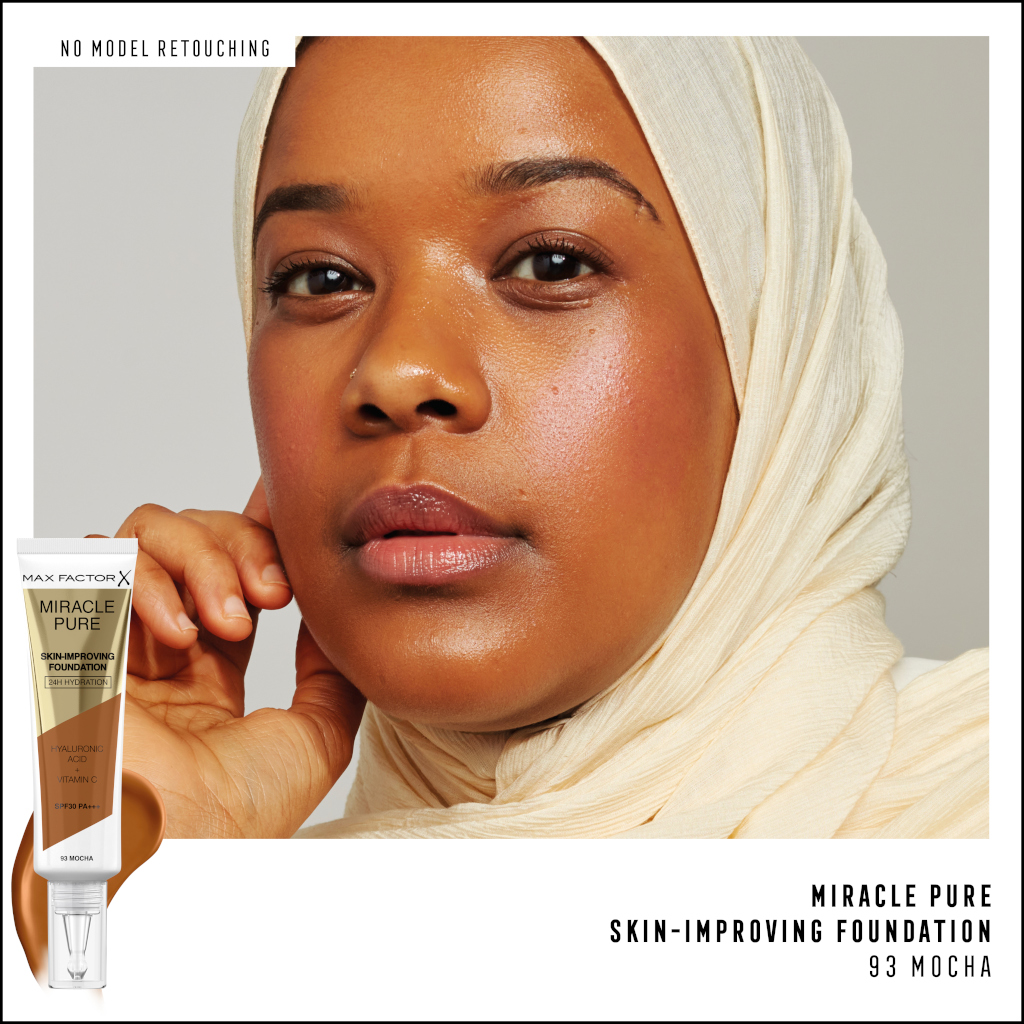 NO MODEL RETOUCHING
MAX FACTOR X
MIRACLE
PURE
SKIN-IMPROVING
FOUNDATION
24H HYDRATION
HYALURONIC
ACID
+
VITAMIN C
SPF30 PA+++
93 MOCHA
MIRACLE PURE
SKIN-IMPROVING FOUNDATION
93 MOCHA